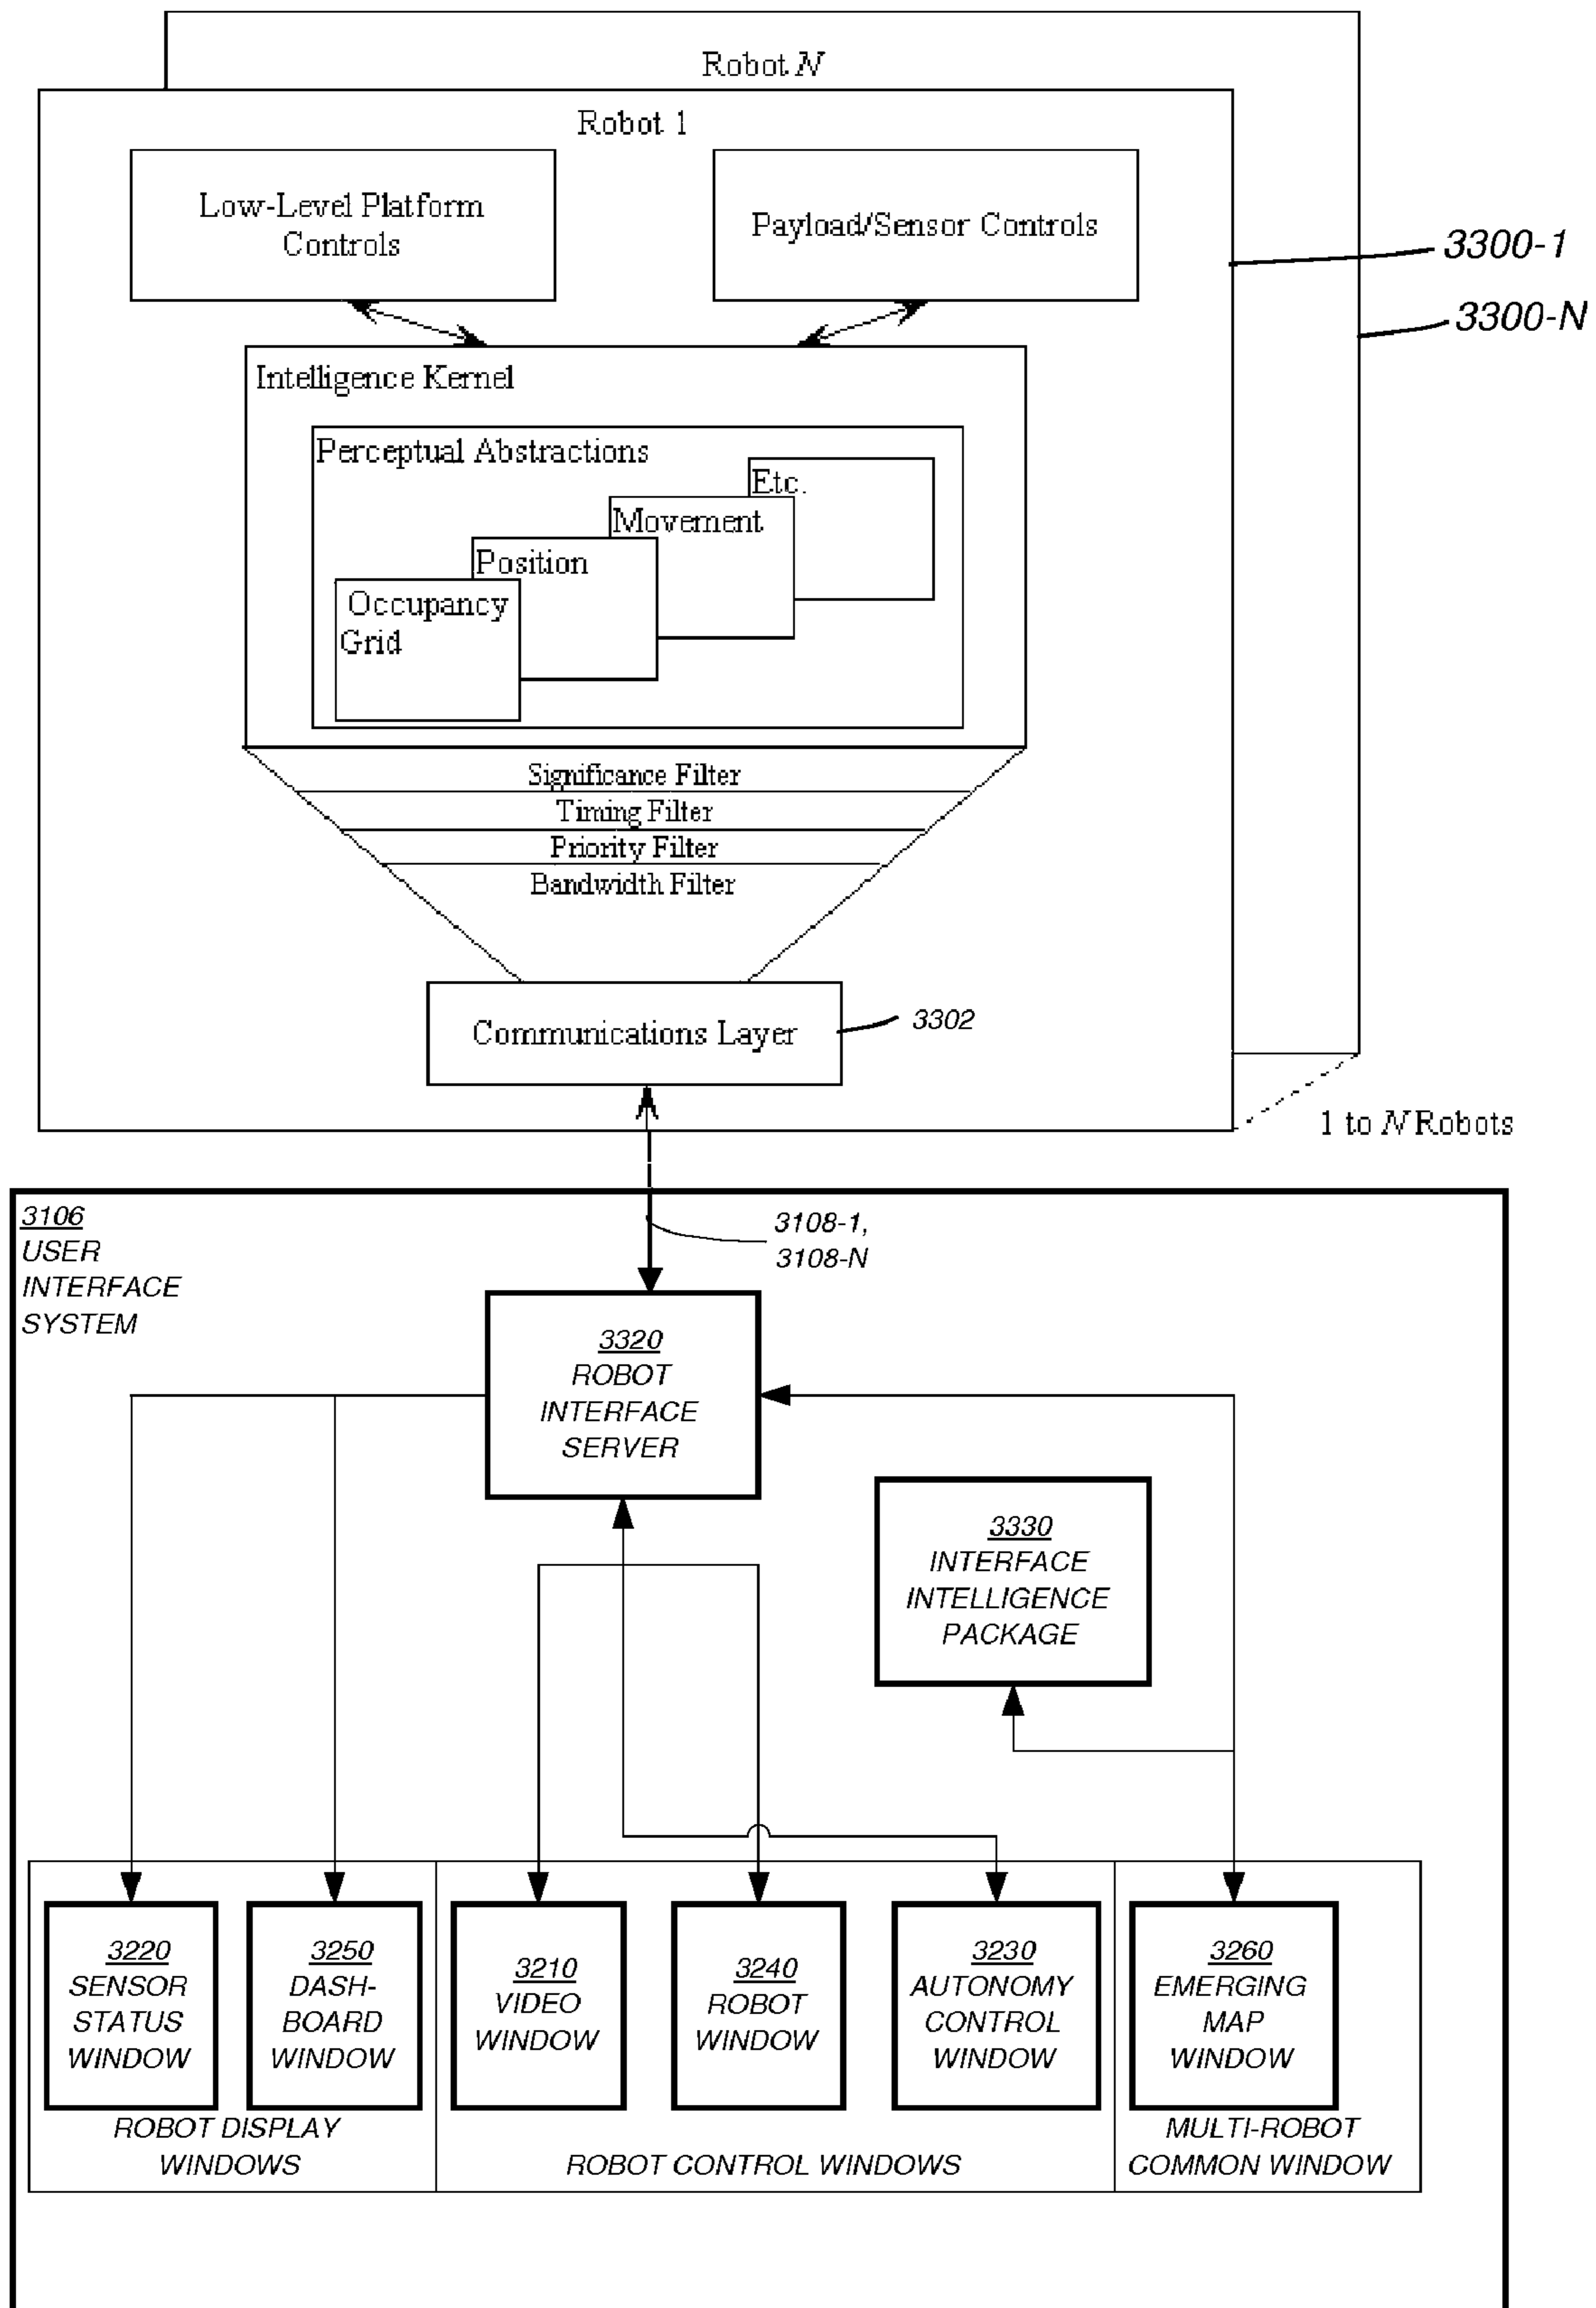 Robot N
Robot 1
Low-Level Platform
Controls
Payload/Sensor Controls
3300-1
3300-N
Intelligence Kernel
Perceptual Abstractions
Etc.
Movement
Position
Occupancy
Grid
Significance Filter
Timing Filter
Priority Filter
Bandwidth Filter
Communications Layer
3302
1 to N Robots
3106
USER
INTERFACE
SYSTEM
3108-1,
3108-N
3320
ROBOT
INTERFACE
SERVER
3330
INTERFACE
INTELLIGENCE
PACKAGE
3220
SENSOR
STATUS
WINDOW
3250
DASH-
BOARD
WINDOW
3210
VIDEO
WINDOW
3240
ROBOT
WINDOW
3230
AUTONOMY
CONTROL
WINDOW
3260
EMERGING
MAP
WINDOW
ROBOT DISPLAY
WINDOWS
ROBOT CONTROL WINDOWS
MULTI-ROBOT
COMMON WINDOW